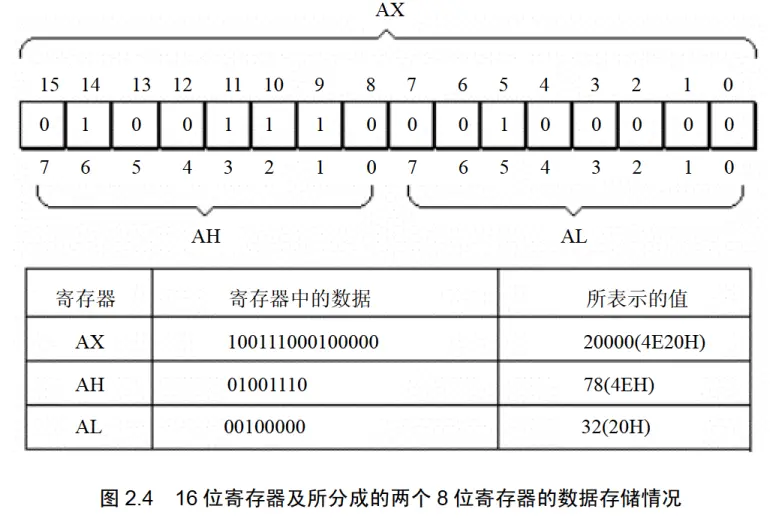 AX
15 14 13 12 11 10 9 8 7 6 5 4 3 2 1 0
0 1 0 0 1 1 1 0 0 0 1 0 0 0 0 0
7 6 5 4 3 2 1 0 7 6 5 4 3 2 1 0
AH AL
寄存器 寄存器中的数据 所表示的值
AX 100111000100000 20000(4E20H)
AH 01001110 78(4EH)
AL 00100000 32(20H)
图 2.4 16 位寄存器及所分成的两个 8 位寄存器的数据存储情况